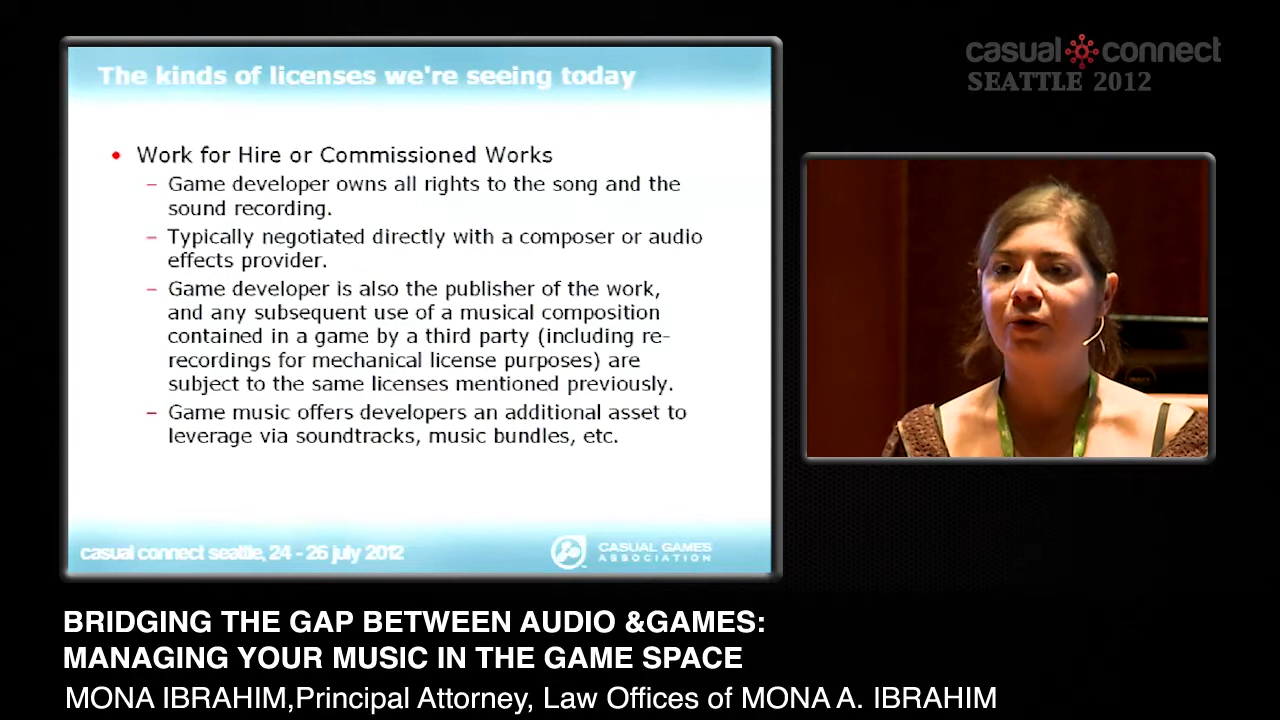 casual connect
SEATTLE 2012
The kinds of licenses we're seeing today
• Work for Hire or Commissioned Works
– Game developer owns all rights to the song and the
sound recording.
– Typically negotiated directly with a composer or audio
effects provider.
– Game developer is also the publisher of the work,
and any subsequent use of a musical composition
contained in a game by a third party (including re-
recordings for mechanical license purposes) are
subject to the same licenses mentioned previously.
– Game music offers developers an additional asset to
leverage via soundtracks, music bundles, etc.
casual connect seattle, 24 - 26 july 2012
CASUAL GAMES
ASSOCIATION
BRIDGING THE GAP BETWEEN AUDIO &GAMES:
MANAGING YOUR MUSIC IN THE GAME SPACE
MONA IBRAHIM,Principal Attorney, Law Offices of MONA A. IBRAHIM